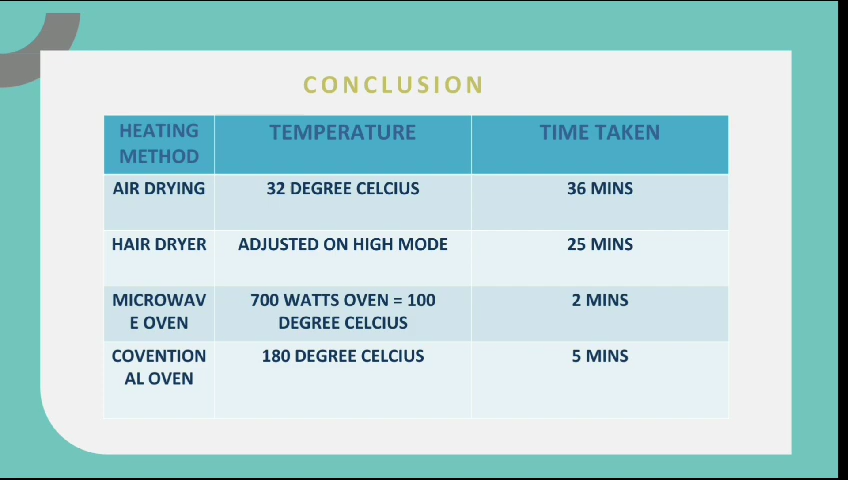 CONCLUSION
HEATING METHOD TEMPERATURE TIME TAKEN
AIR DRYING 32 DEGREE CELCIUS 36 MINS
HAIR DRYER ADJUSTED ON HIGH MODE 25 MINS
MICROWAV
E OVEN
700 WATTS OVEN = 100
DEGREE CELCIUS
2 MINS
COVENTION
AL OVEN
180 DEGREE CELCIUS
5 MINS